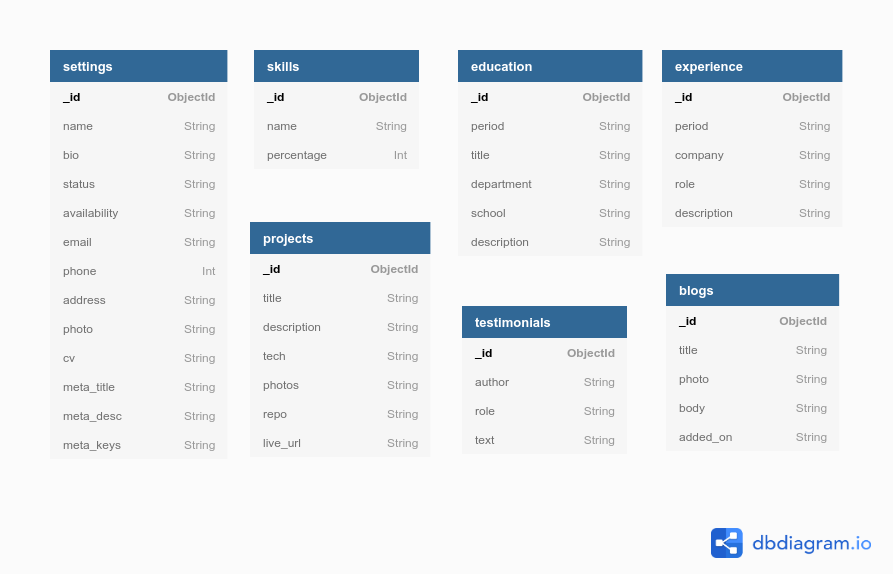 settings
_id ObjectId
name String
bio String
status String
availability String
email String
phone Int
address String
photo String
cv String
meta_title String
meta_desc String
meta_keys String
skills
_id ObjectId
name String
percentage Int
projects
_id ObjectId
title String
description String
tech String
photos String
repo String
live_url String
education
_id ObjectId
period String
title String
department String
school String
description String
testimonials
_id ObjectId
author String
role String
text String
experience
_id ObjectId
period String
company String
role String
description String
blogs
_id ObjectId
title String
photo String
body String
added_on String
dbdiagram.io